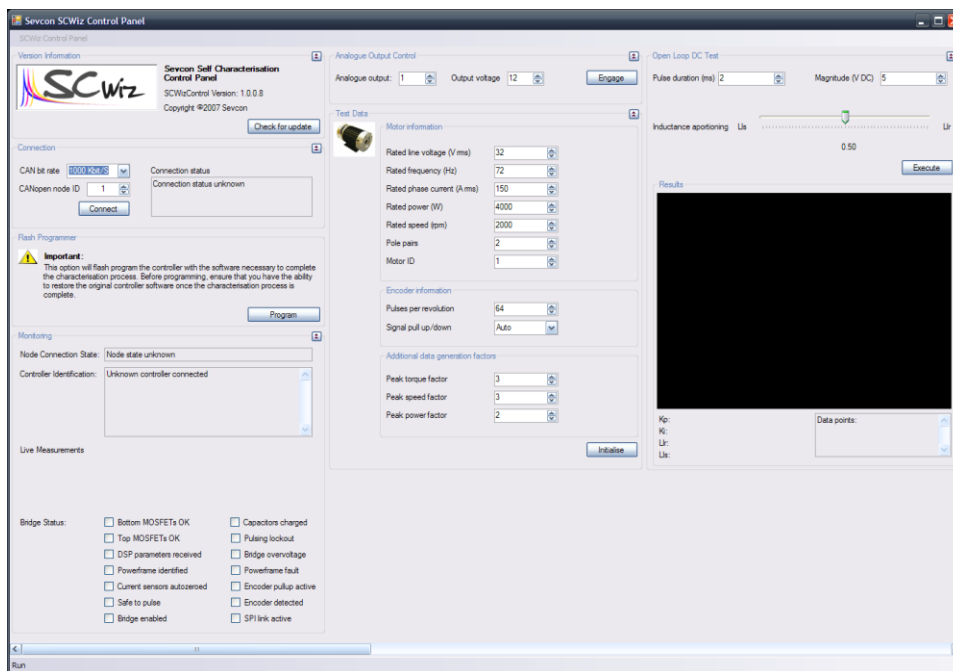 Sevcon SCWiz Control Panel
SCWiz Control Panel
Version Information
SCWiz
Sevcon Self Characterisation
Control Panel
SCWizControl Version: 1.0.0.8
Copyright ©2007 Sevcon
Check for update
Connection
CAN bit rate 1000 Kbit/S
Connection status
CANopen node ID 1
Connection status unknown
Connect
Flash Programmer
Important:
This option will flash program the controller with the software necessary to complete
the characterisation process. Before programming, ensure that you have the ability
to restore the original controller software once the characterisation process is
complete.
Program
Monitoring
Node Connection State: Node state unknown
Controller Identification: Unknown controller connected
Live Measurements
Bridge Status:
Bottom MOSFETs OK Capacitors charged
Top MOSFETs OK Pulsing lockout
DSP parameters received Bridge overvoltage
Powerframe identified Powerframe fault
Current sensors autozeroed Encoder pullup active
Safe to pulse Encoder detected
Bridge enabled SPI link active
Analogue Output Control
Analogue output: 1 Output voltage 12 Engage
Test Data
Motor information
Rated line voltage (V rms) 32
Rated frequency (Hz) 72
Rated phase current (A rms) 150
Rated power (W) 4000
Rated speed (rpm) 2000
Pole pairs 2
Motor ID 1
Encoder information
Pulses per revolution 64
Signal pull up/down Auto
Additional data generation factors
Peak torque factor 3
Peak speed factor 3
Peak power factor 2
Initialise
Open Loop DC Test
Pulse duration (ms) 2 Magnitude (V DC) 5
Inductance aportioning Lls Llr
0.50
Execute
Results
Kp:
Ki:
Llr:
Lls:
Data points:
Run